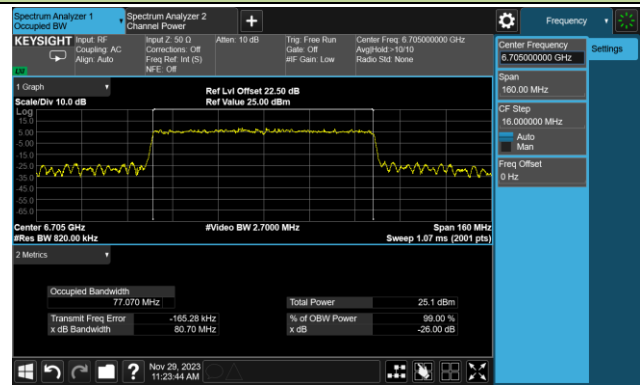 Spectrum Analyzer 1
Occupied BW
Spectrum Analyzer 2
Channel Power
Frequency
KEYSIGHT
Input: RF
Coupling: AC
Align: Auto
Input Z: 50 Ω
Corrections: Off
Freq Ref: Int (S)
NFE: Off
Atten: 10 dB
Trig: Free Run
Gate: Off
#IF Gain: Low
Center Freq: 6.705000000 GHz
Avg|Hold:>10/10
Radio Std: None
Center Frequency
6.705000000 GHz
Settings
Span
160.00 MHz
CF Step
16.000000 MHz
Auto
Man
Freq Offset
0 Hz
1 Graph
Scale/Div 10.0 dB
Ref Lvl Offset 22.50 dB
Ref Value 25.00 dBm
Log
15.0
5.00
-5.00
-15.0
-25.0
-35.0
-45.0
-55.0
-65.0
Center 6.705 GHz
#Res BW 820.00 kHz
#Video BW 2.7000 MHz
Span 160 MHz
Sweep 1.07 ms (2001 pts)
2 Metrics
Occupied Bandwidth
77.070 MHz
Transmit Freq Error -165.28 kHz
x dB Bandwidth 80.70 MHz
Total Power 25.1 dBm
% of OBW Power 99.00 %
x dB -26.00 dB
?
Nov 29, 2023
11:23:44 AM